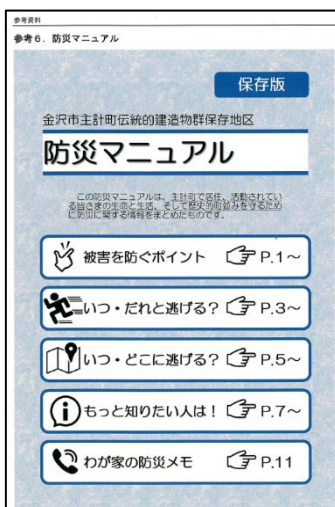 参考資料
参考6. 防災マニュアル
保存版
金沢市主計町伝統的建造物群保存地区
防災マニュアル
この防災マニュアルは、主計町で居住、活動されてい
る皆さまの生命と生活、そして歴史的町並みを守るため
に防災に関する情報をまとめたものです。
被害を防ぐポイント P.1～
いつ・だれと逃げる? P.3～
いつ・どこに逃げる? P.5～
もっと知りたい人は! P.7～
わが家の防災メモ P.11